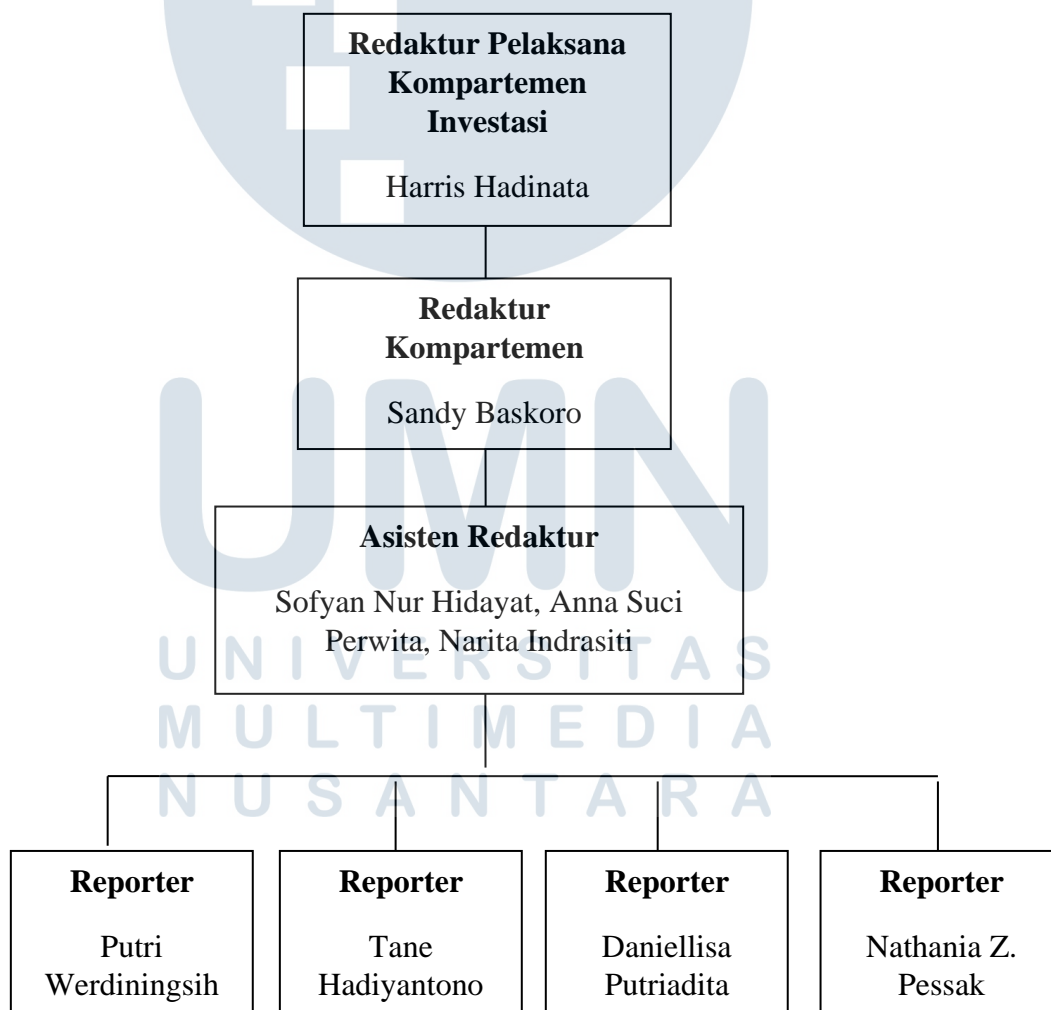 Redaktur Pelaksana
Kompartemen
Investasi
Harris Hadinata
Redaktur
Kompartemen
Sandy Baskoro
UMN
Asisten Redaktur
Sofyan Nur Hidayat, Anna Suci
Perwita, Narita Indrasiti
UNIVERSITAS
MULTIMEDIA
NUSANTARA
Reporter
Putri
Werdiningsih
Reporter
Tane
Hadiyantono
Reporter
Daniellisa
Putriadita
Reporter
Nathania Z.
Pessak